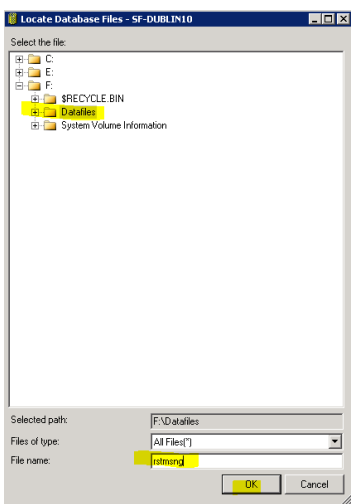 Locate Database Files - SF-DUBLIN10
Select the file:
C:
E:
F:
$RECYCLE.BIN
Datafiles
System Volume Information
Selected path: F:\Datafiles
Files of type: All Files(*)
File name: rstmsng
OK Cancel